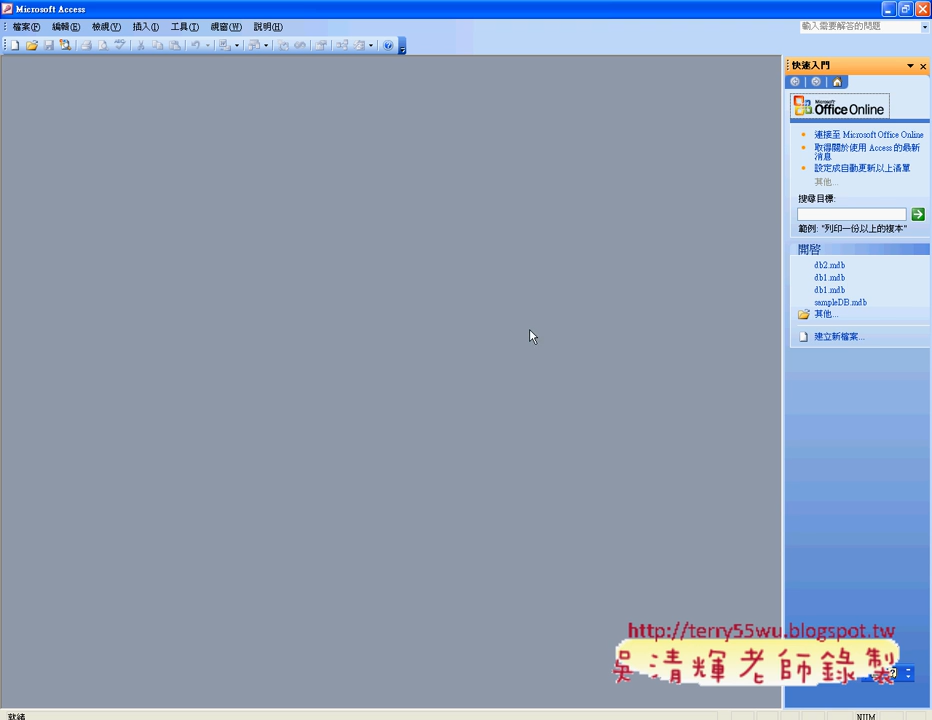 Microsoft Access
檔案(F) 編輯(E) 檢視(V) 插入(I) 工具(T) 視窗(W) 說明(H)
輸入需要解答的問題
快速入門
Microsoft
Office Online
連接至 Microsoft Office Online
取得關於使用 Access 的最新
消息
設定成自動更新以上清單
其他...
搜尋目標:
範例: "列印一份以上的複本"
開啟
db2.mdb
db1.mdb
db1.mdb
sampleDB.mdb
其他...
建立新檔案...
http://terry55wu.blogspot.tw
吳清輝老師錄製
就緒
NUM